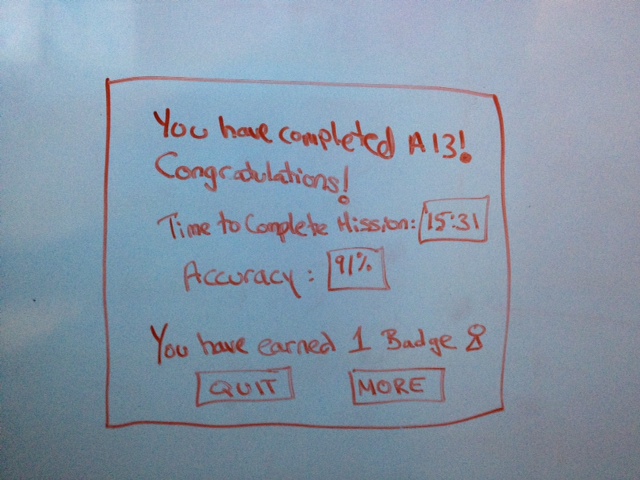 You have completed A13!
Congradulations!
Time to Complete Mission: 15:31
Accuracy: 91%
You have earned 1 Badge
QUIT MORE